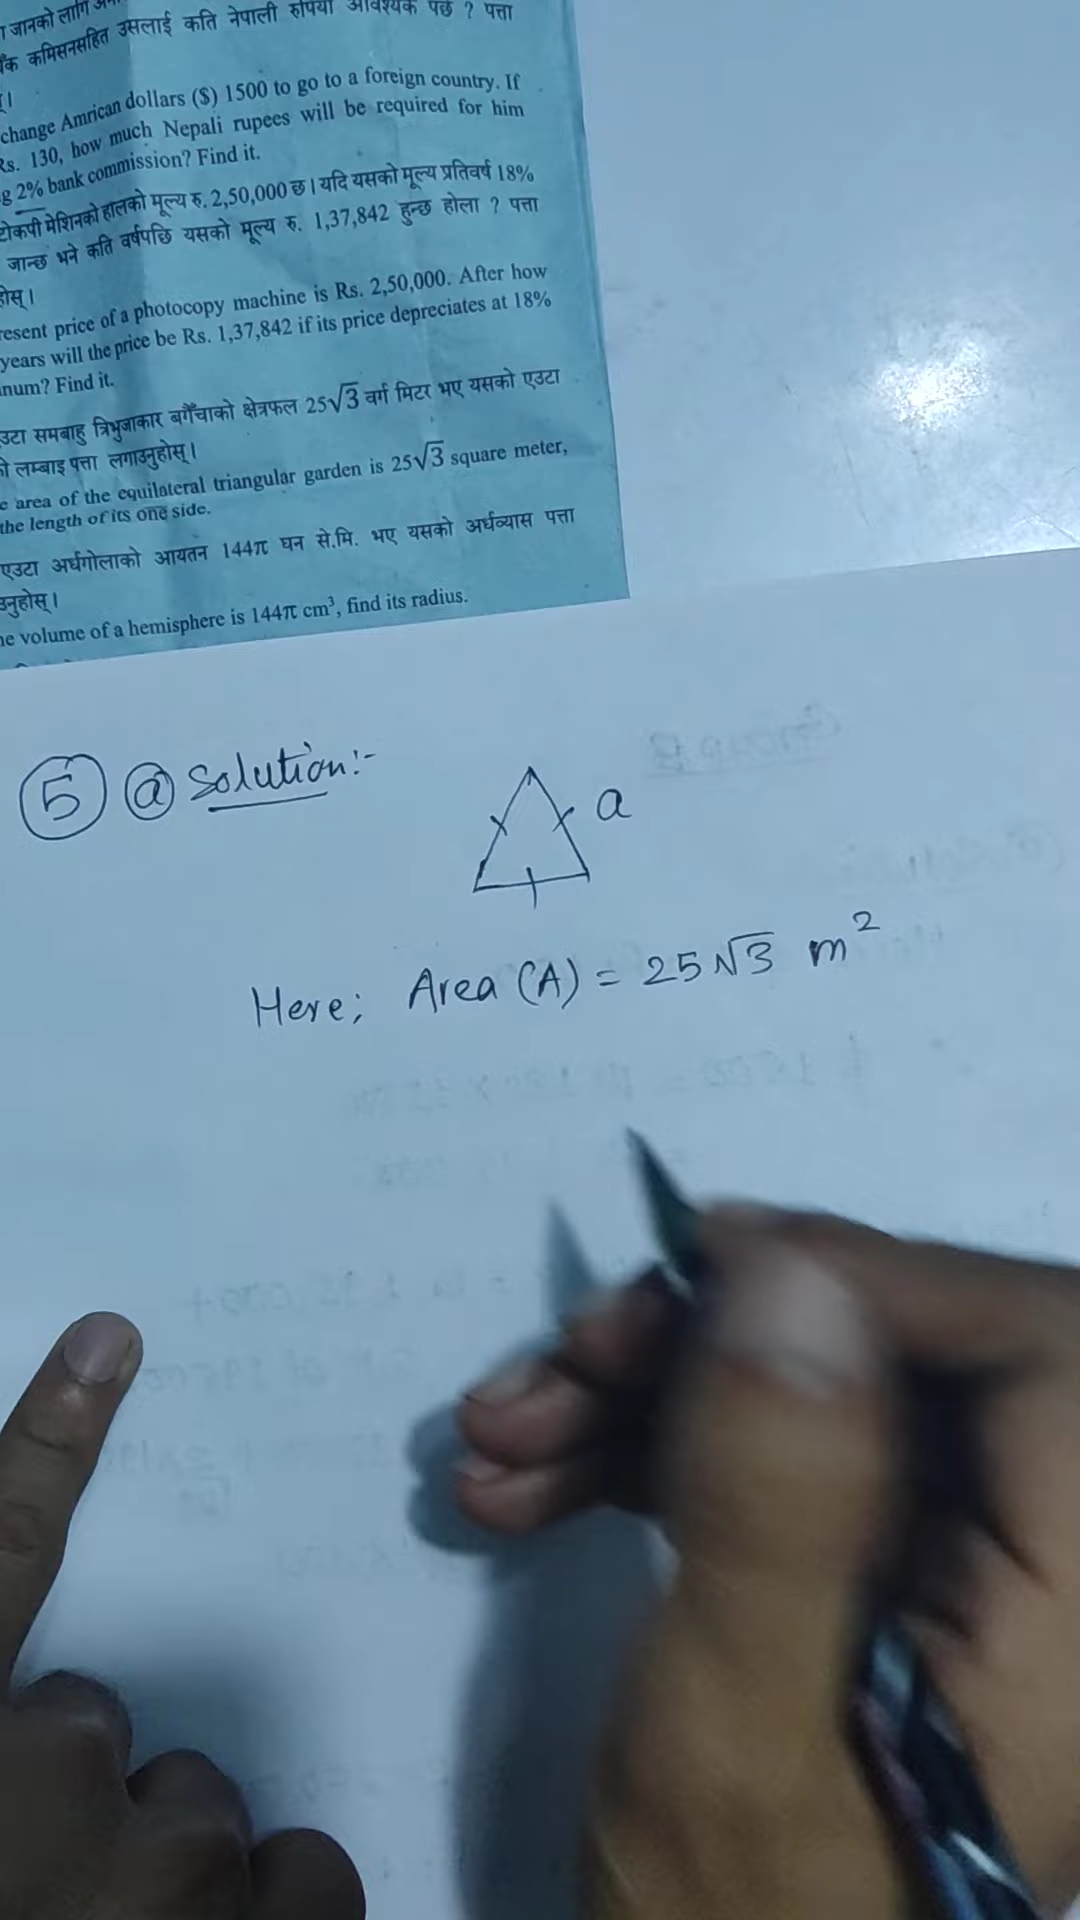 जानको लागि
कमिसनसहित उसलाई कति नेपाली रुपैयाँ आवश्यक पर्छ ? पत्ता
change Amrican dollars ($) 1500 to go to a foreign country. If
Rs. 130, how much Nepali rupees will be required for him
g 2% bank commission? Find it.
टोकपी मेशिनको हालको मूल्य रु. 2,50,000 छ । यदि यसको मूल्य प्रतिवर्ष 18%
जान्छ भने कति वर्षपछि यसको मूल्य रु. 1,37,842 हुन्छ होला ? पत्ता
होस् ।
resent price of a photocopy machine is Rs. 2,50,000. After how
years will the price be Rs. 1,37,842 if its price depreciates at 18%
num? Find it.
उटा समबाहु त्रिभुजाकार बगैँचाको क्षेत्रफल 25√3 वर्ग मिटर भए यसको एउटा
लम्बाइ पत्ता लगाउनुहोस् ।
e area of the equilateral triangular garden is 25√3 square meter,
the length of its one side.
एउटा अर्धगोलाको आयतन 144π घन से.मि. भए यसको अर्धव्यास पत्ता
उनुहोस् ।
he volume of a hemisphere is 144π cm³, find its radius.
5 a Solution:-
a
Here; Area (A) = 25√3 m²